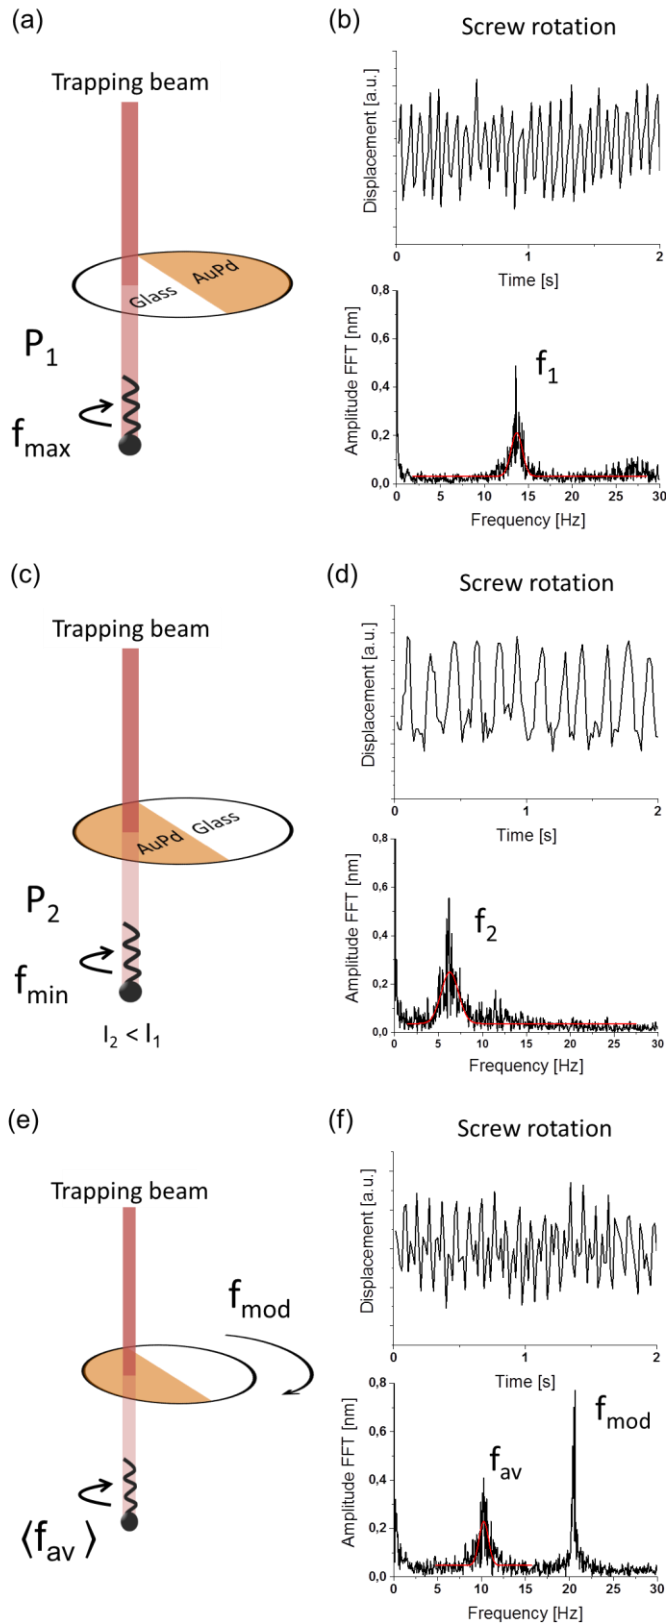 (a)
Trapping beam
AuPd
Glass
P1
fmax
(b)
Screw rotation
Displacement [a.u.]
0 1 2
Time [s]
Amplitude FFT [nm]
0,8
0,6
0,4
0,2
0,0
f1
0 5 10 15 20 25 30
Frequency [Hz]
(c)
Trapping beam
Glass
AuPd
P2
fmin
I2 < I1
(d)
Screw rotation
Displacement [a.u.]
0 1 2
Time [s]
Amplitude FFT [nm]
0,8
0,6
0,4
0,2
0,0
f2
0 5 10 15 20 25 30
Frequency [Hz]
(e)
Trapping beam
fmod
⟨fav⟩
(f)
Screw rotation
Displacement [a.u.]
0 1 2
Time [s]
Amplitude FFT [nm]
0,8
0,6
0,4
0,2
0,0
fmod
fav
0 5 10 15 20 25 30
Frequency [Hz]